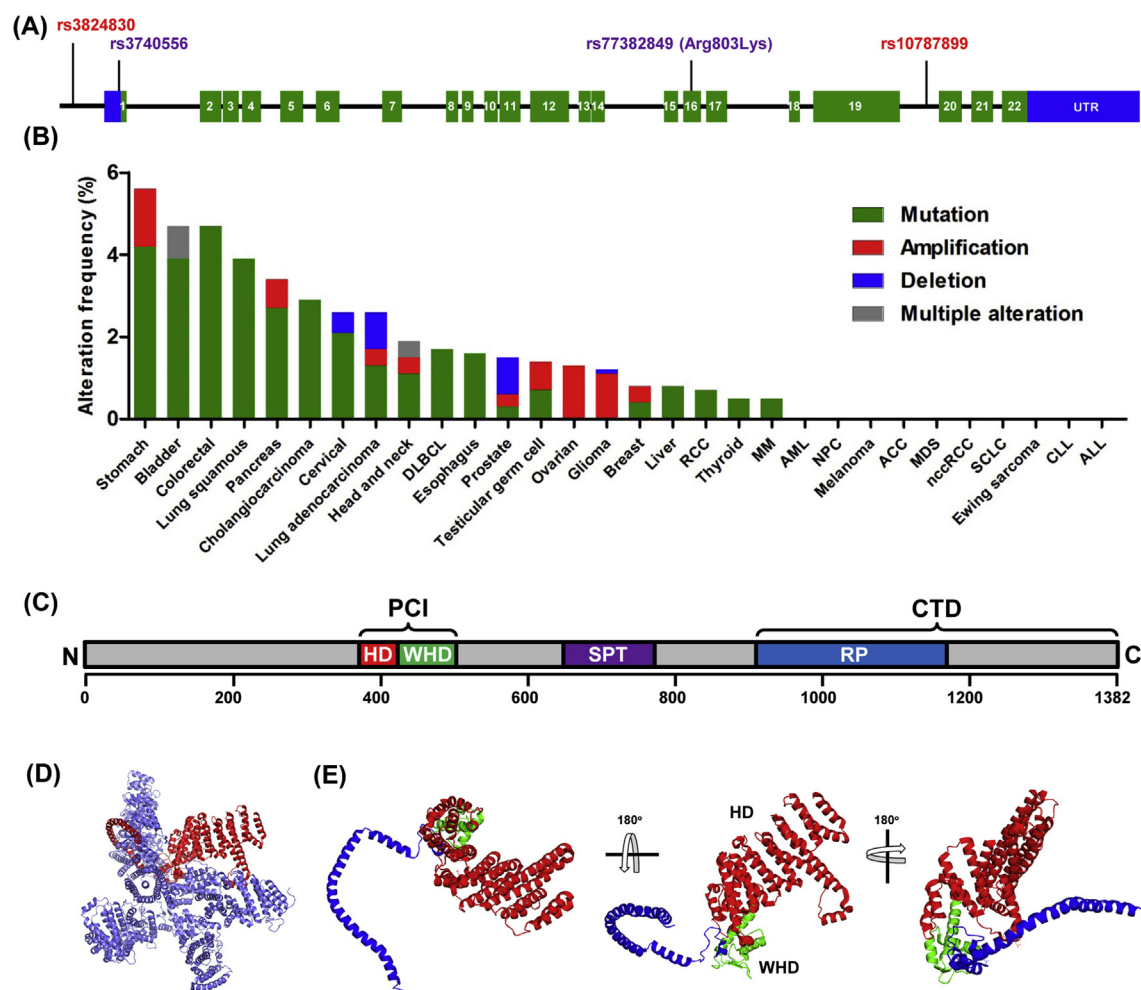 (A)
rs3824830
rs3740556
rs77382849 (Arg803Lys)
rs10787899
1 2 3 4 5 6 7 8 9 10 11 12 13 14 15 16 17 18 19 20 21 22 UTR
(B)
Alteration frequency (%)
6
4
2
0
Mutation
Amplification
Deletion
Multiple alteration
Stomach
Bladder
Colorectal
Lung squamous
Pancreas
Cholangiocarcinoma
Cervical
Lung adenocarcinoma
Head and neck
DLBCL
Esophagus
Prostate
Testicular germ cell
Ovarian
Glioma
Breast
Liver
RCC
Thyroid
MM
AML
NPC
Melanoma
ACC
MDS
nccRCC
SCLC
Ewing sarcoma
CLL
ALL
(C)
PCI
CTD
N HD WHD SPT RP C
0 200 400 600 800 1000 1200 1382
(D)
(E)
180º
HD
WHD
180º